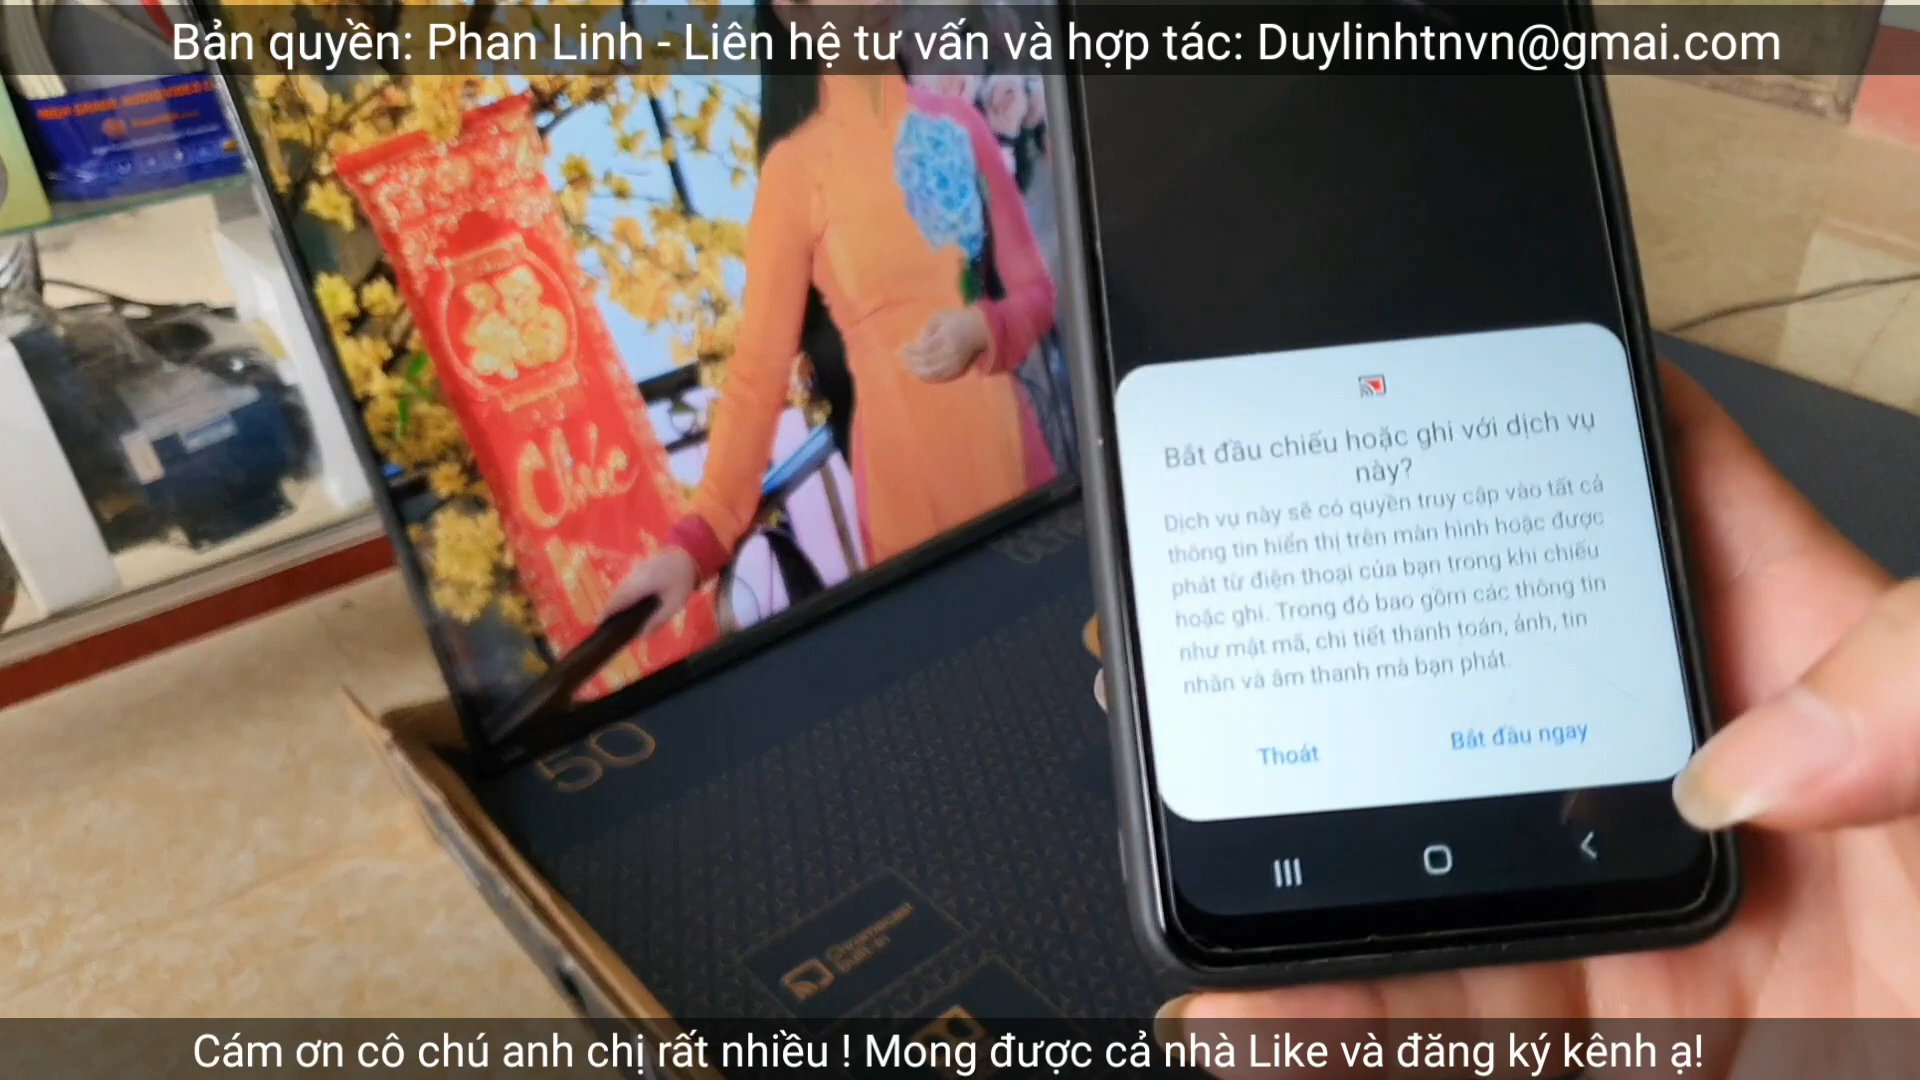 Bản quyền: Phan Linh - Liên hệ tư vấn và hợp tác: Duylinhtnvn@gmai.com
Chúc
50
Chromecast
built-in
Bắt đầu chiếu hoặc ghi với dịch vụ
này?
Dịch vụ này sẽ có quyền truy cập vào tất cả
thông tin hiển thị trên màn hình hoặc được
phát từ điện thoại của bạn trong khi chiếu
hoặc ghi. Trong đó bao gồm các thông tin
như mật mã, chi tiết thanh toán, ảnh, tin
nhắn và âm thanh mà bạn phát.
Thoát
Bắt đầu ngay
Cám ơn cô chú anh chị rất nhiều ! Mong được cả nhà Like và đăng ký kênh ạ!